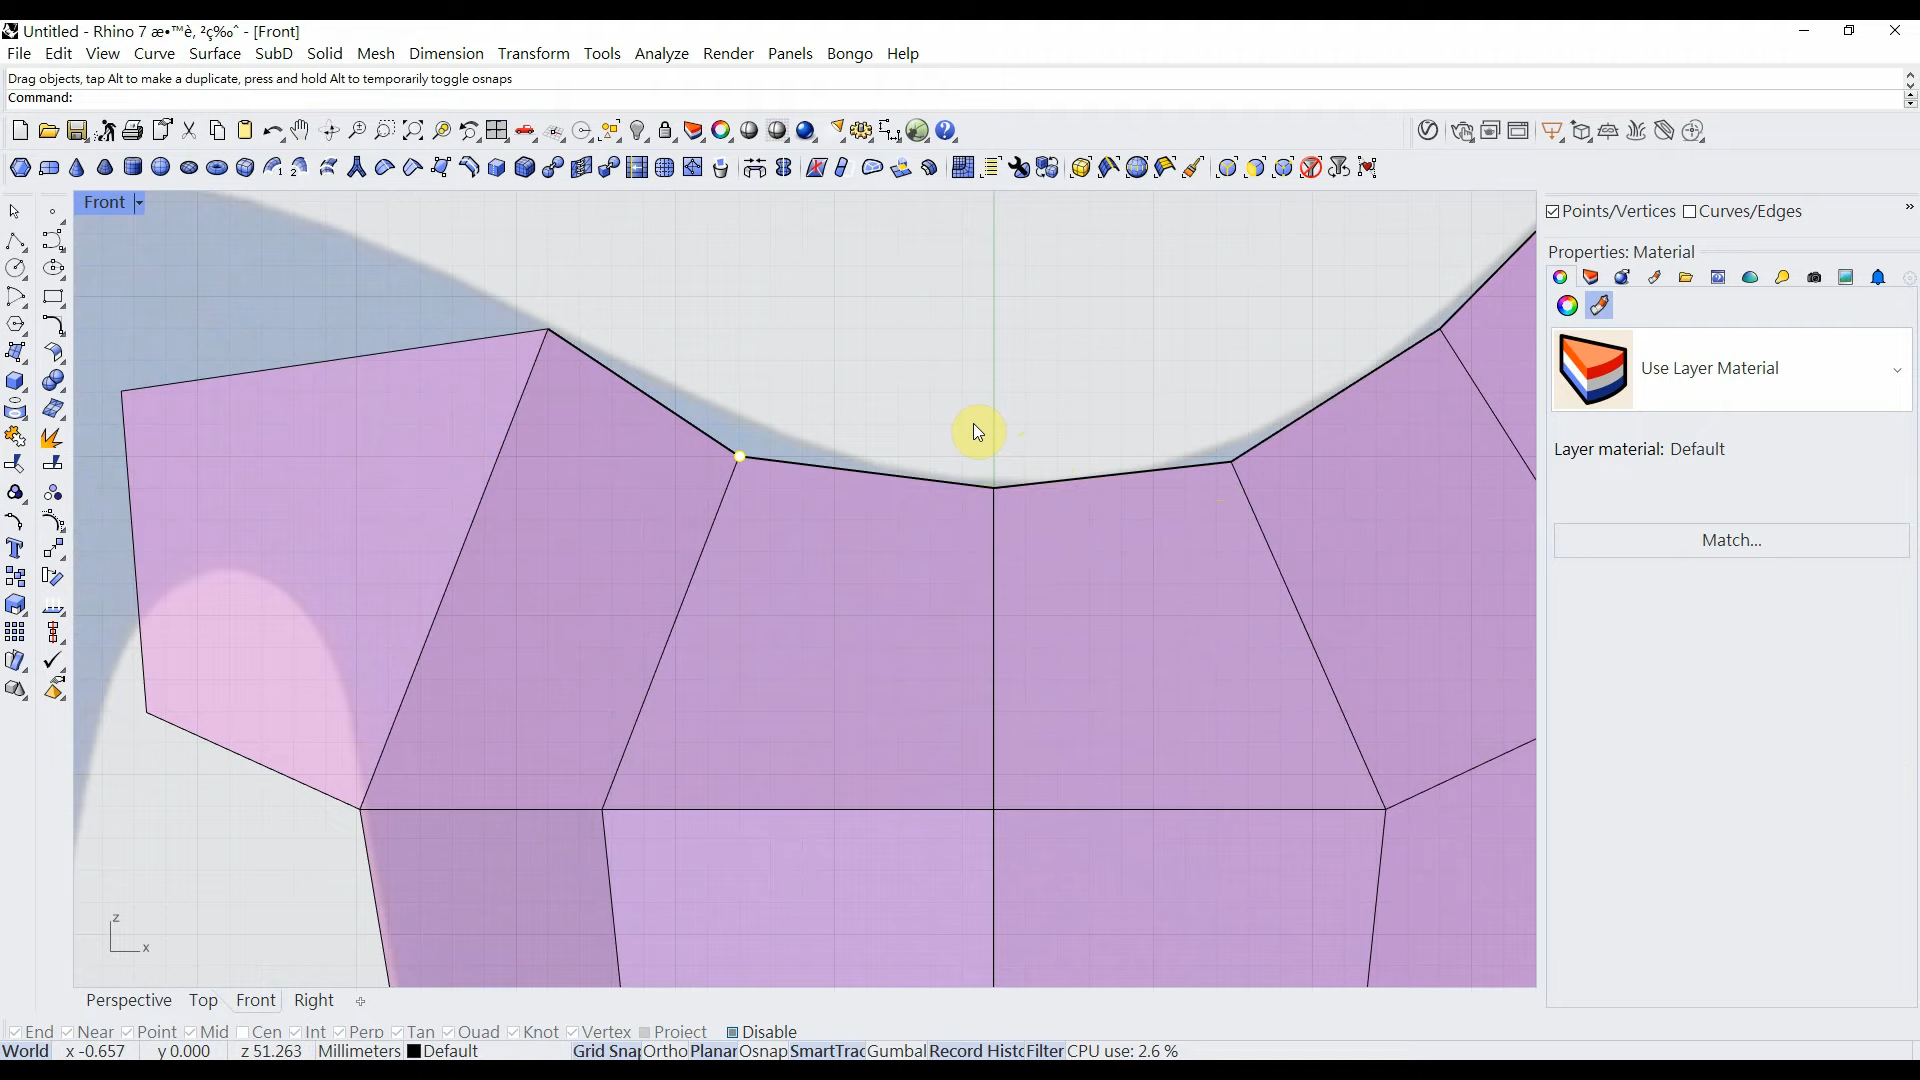 Untitled - Rhino 7 æ•™è‚²ç‰ˆ - [Front]
File Edit View Curve Surface SubD Solid Mesh Dimension Transform Tools Analyze Render Panels Bongo Help
Drag objects, tap Alt to make a duplicate, press and hold Alt to temporarily toggle osnaps
Command:
Front
Points/Vertices Curves/Edges
Properties: Material
Use Layer Material
Layer material: Default
Match...
z
x
Perspective Top Front Right
End Near Point Mid Cen Int Perp Tan Quad Knot Vertex Project Disable
World x -0.657 y 0.000 z 51.263 Millimeters Default Grid Snap Ortho Planar Osnap SmartTrac Gumbal Record Histo Filter CPU use: 2.6 %